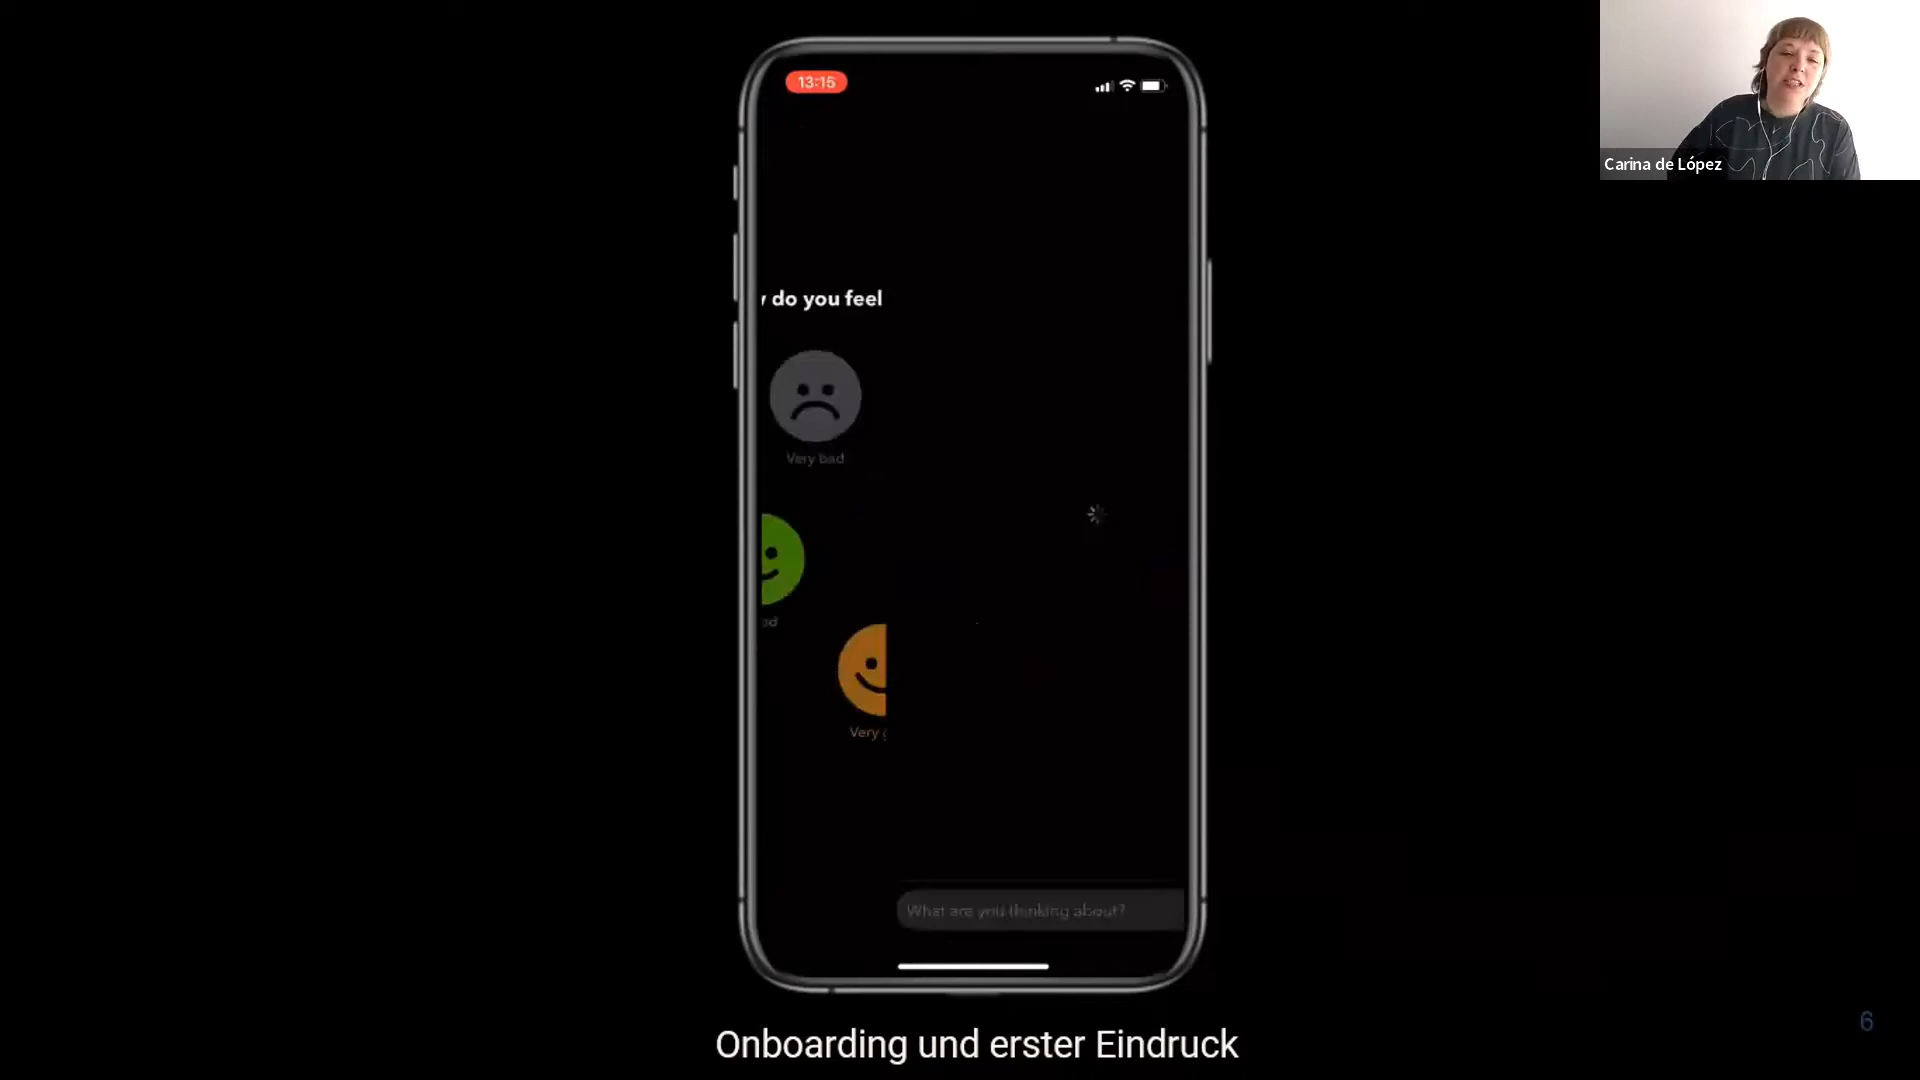 13:15
do you feel
Very bad
Very
What are you thinking about?
Onboarding und erster Eindruck
6
Carina de López